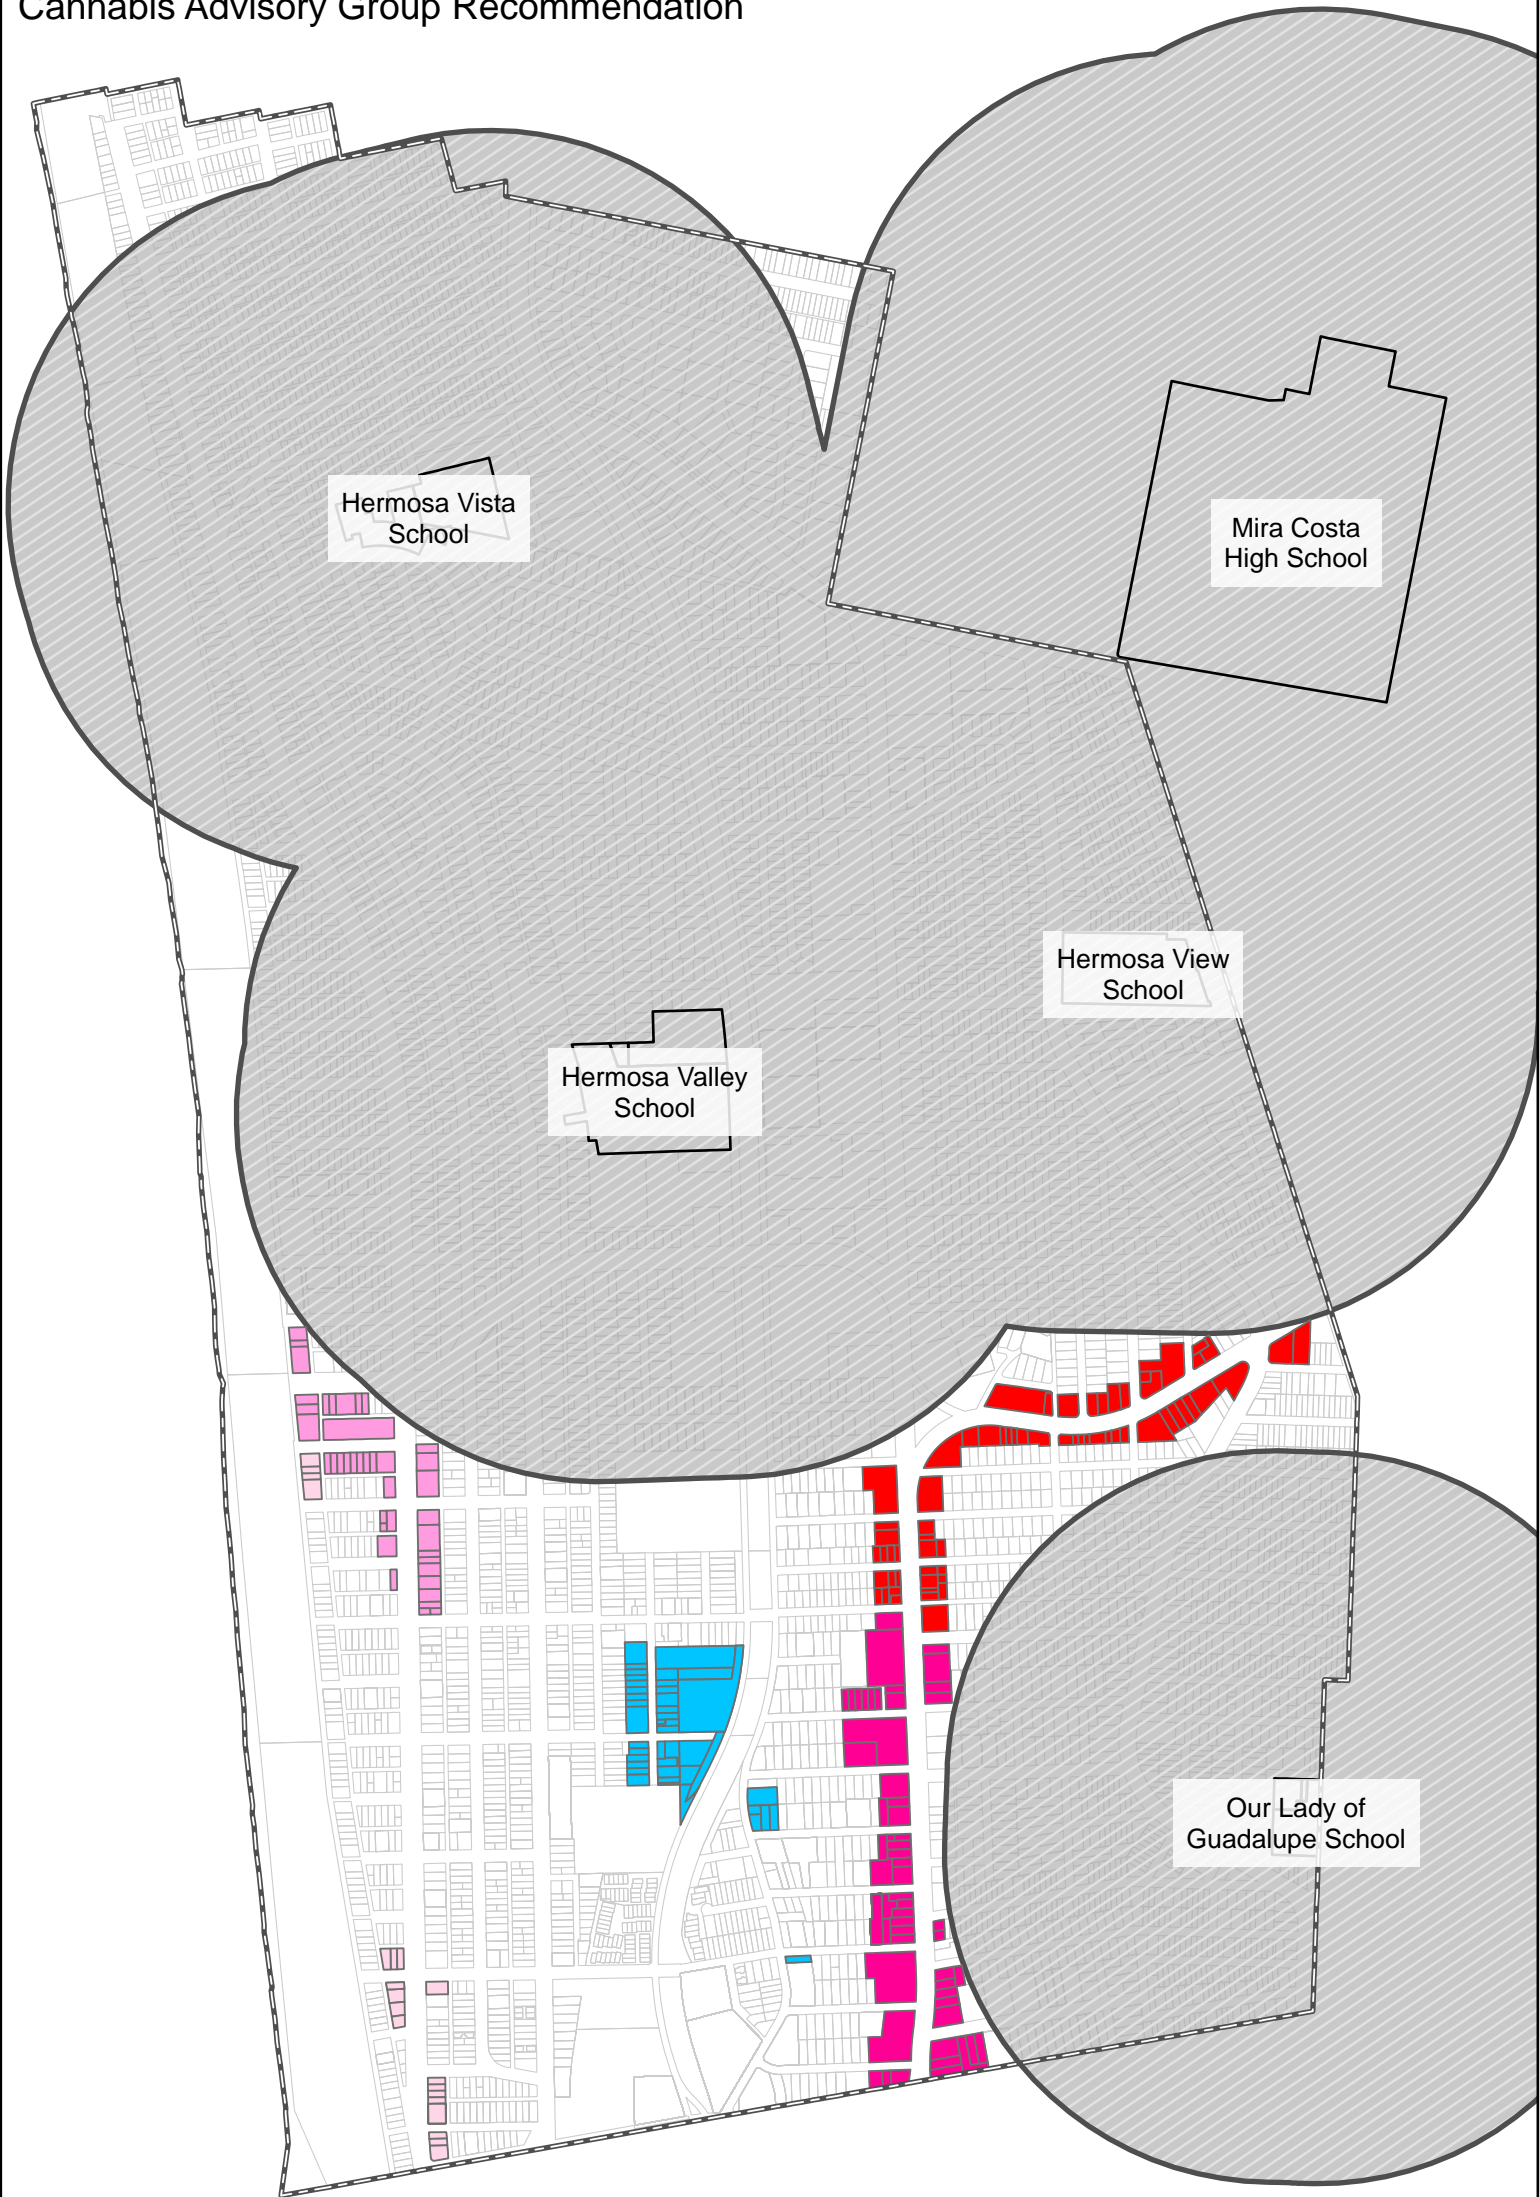 Cannabis Advisory Group Recommendation
Hermosa Vista
School
Mira Costa
High School
Hermosa View
School
Hermosa Valley
School
Our Lady of
Guadalupe School